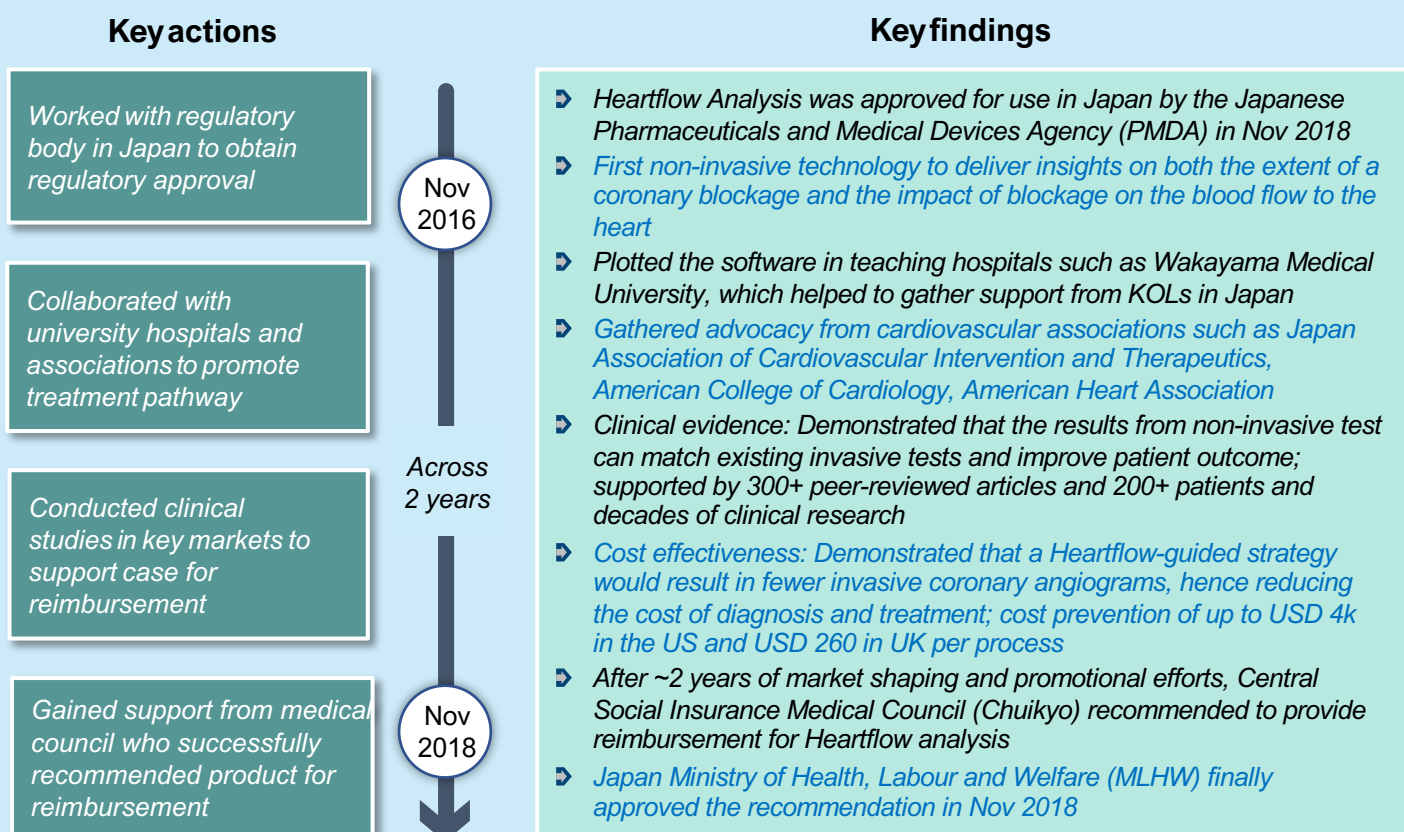 Key actions
Key findings
Worked with regulatory
body in Japan to obtain
regulatory approval
Collaborated with
university hospitals and
associations to promote
treatment pathway
Conducted clinical
studies in key markets to
support case for
reimbursement
Gained support from medical
council who successfully
recommended product for
reimbursement
Nov
2016
Across
2 years
Nov
2018
Heartflow Analysis was approved for use in Japan by the Japanese
Pharmaceuticals and Medical Devices Agency (PMDA) in Nov 2018
First non-invasive technology to deliver insights on both the extent of a
coronary blockage and the impact of blockage on the blood flow to the
heart
Plotted the software in teaching hospitals such as Wakayama Medical
University, which helped to gather support from KOLs in Japan
Gathered advocacy from cardiovascular associations such as Japan
Association of Cardiovascular Intervention and Therapeutics,
American College of Cardiology, American Heart Association
Clinical evidence: Demonstrated that the results from non-invasive test
can match existing invasive tests and improve patient outcome;
supported by 300+ peer-reviewed articles and 200+ patients and
decades of clinical research
Cost effectiveness: Demonstrated that a Heartflow-guided strategy
would result in fewer invasive coronary angiograms, hence reducing
the cost of diagnosis and treatment; cost prevention of up to USD 4k
in the US and USD 260 in UK per process
After ~2 years of market shaping and promotional efforts, Central
Social Insurance Medical Council (Chuikyo) recommended to provide
reimbursement for Heartflow analysis
Japan Ministry of Health, Labour and Welfare (MLHW) finally
approved the recommendation in Nov 2018